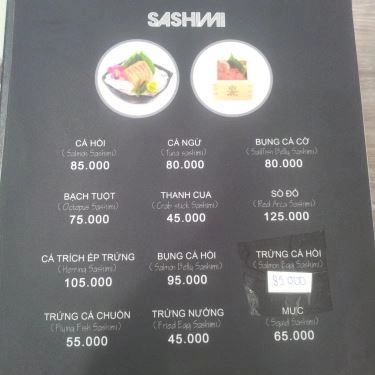 SASHIMI
CÁ HỒI CÁ NGỪ BỤNG CÁ CỜ
(Salmon Sashimi) (Tuna sashimi) (Sailfish Belly Sashimi)
85.000 80.000 80.000
BẠCH TUỘT THANH CUA SÒ ĐỎ
(Octopus Sashimi) (Crab stick Sashimi) (Red Arca Sashimi)
75.000 45.000 125.000
CÁ TRÍCH ÉP TRỨNG BỤNG CÁ HỒI TRỨNG CÁ HỒI
(Herring Sashimi) (Salmon Belly Sashimi) (Salmon Egg Sashimi)
105.000 95.000 85000
TRỨNG CÁ CHUỒN TRỨNG NƯỚNG MỰC
(Flying Fish Sashimi) (Fried Egg Sashimi) (Squid Sashimi)
55.000 45.000 65.000